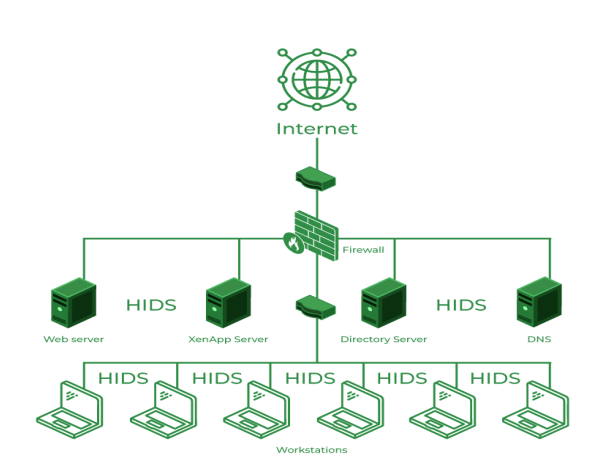 Internet
Firewall
HIDS HIDS
Web server XenApp Server Directory Server DNS
HIDS HIDS HIDS HIDS HIDS
Workstations